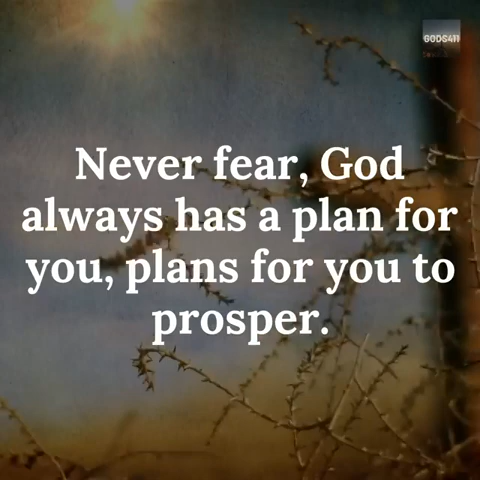 GODS411
Never fear, God
always has a plan for
you, plans for you to
prosper.